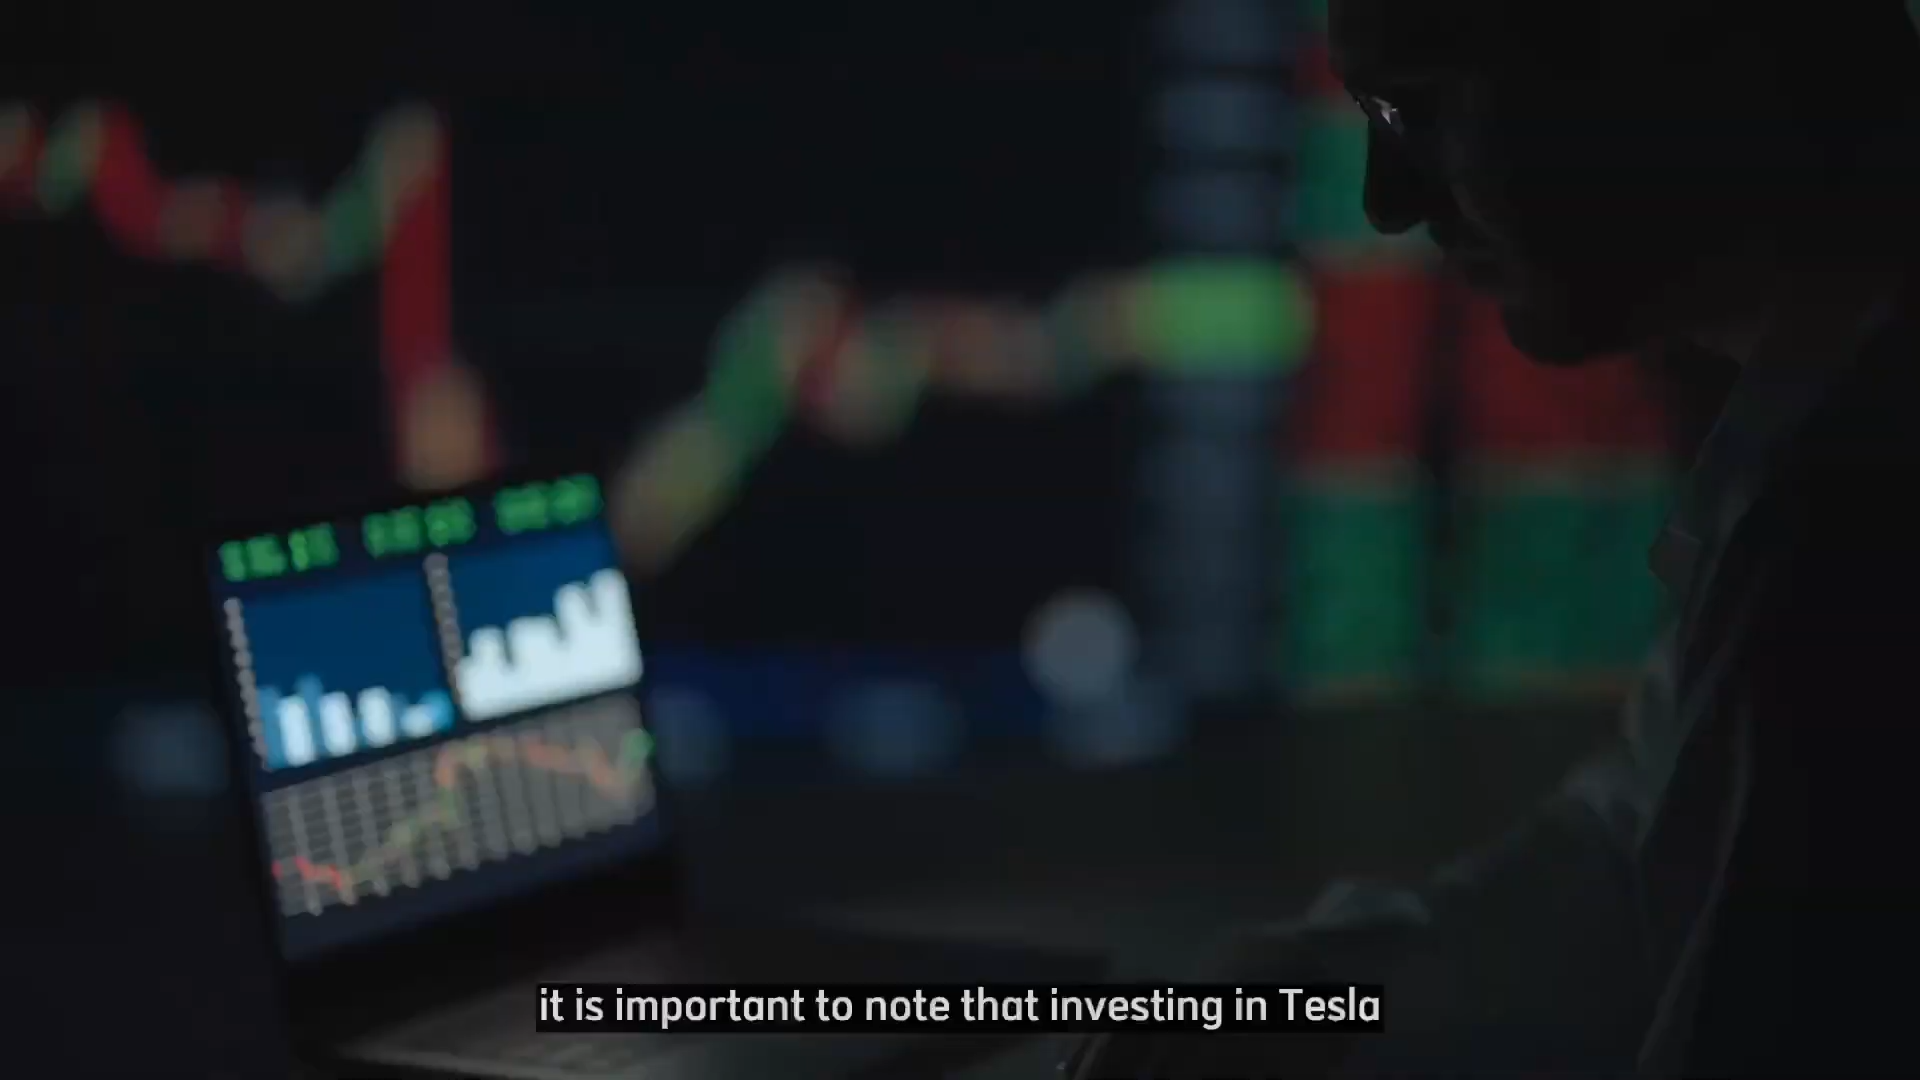 it is important to note that investing in Tesla